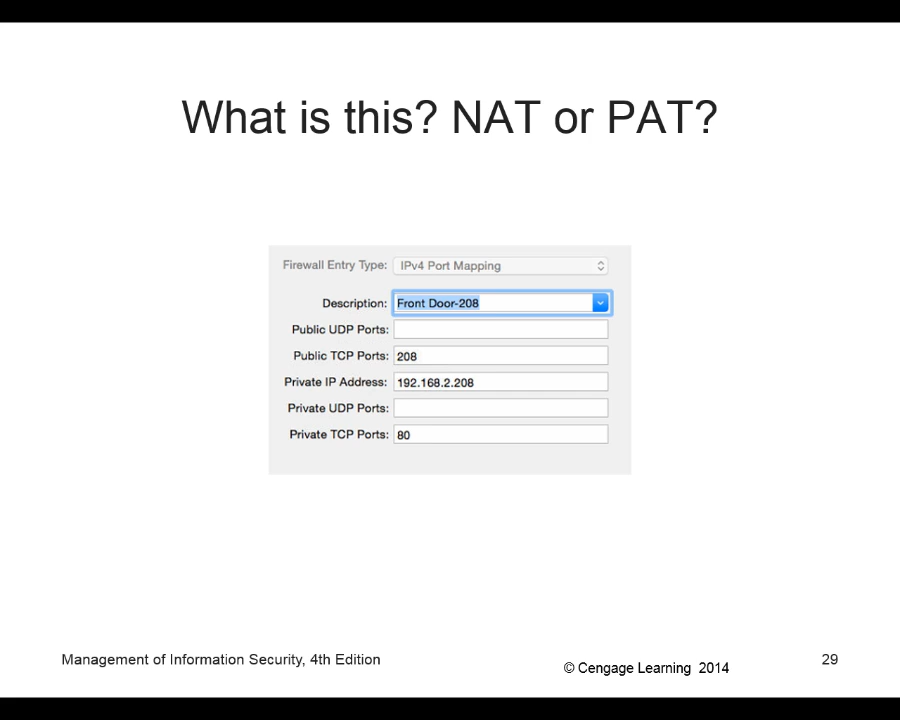 What is this? NAT or PAT?
Firewall Entry Type: IPv4 Port Mapping
Description: Front Door-208
Public UDP Ports:
Public TCP Ports: 208
Private IP Address: 192.168.2.208
Private UDP Ports:
Private TCP Ports: 80
Management of Information Security, 4th Edition
© Cengage Learning 2014
29